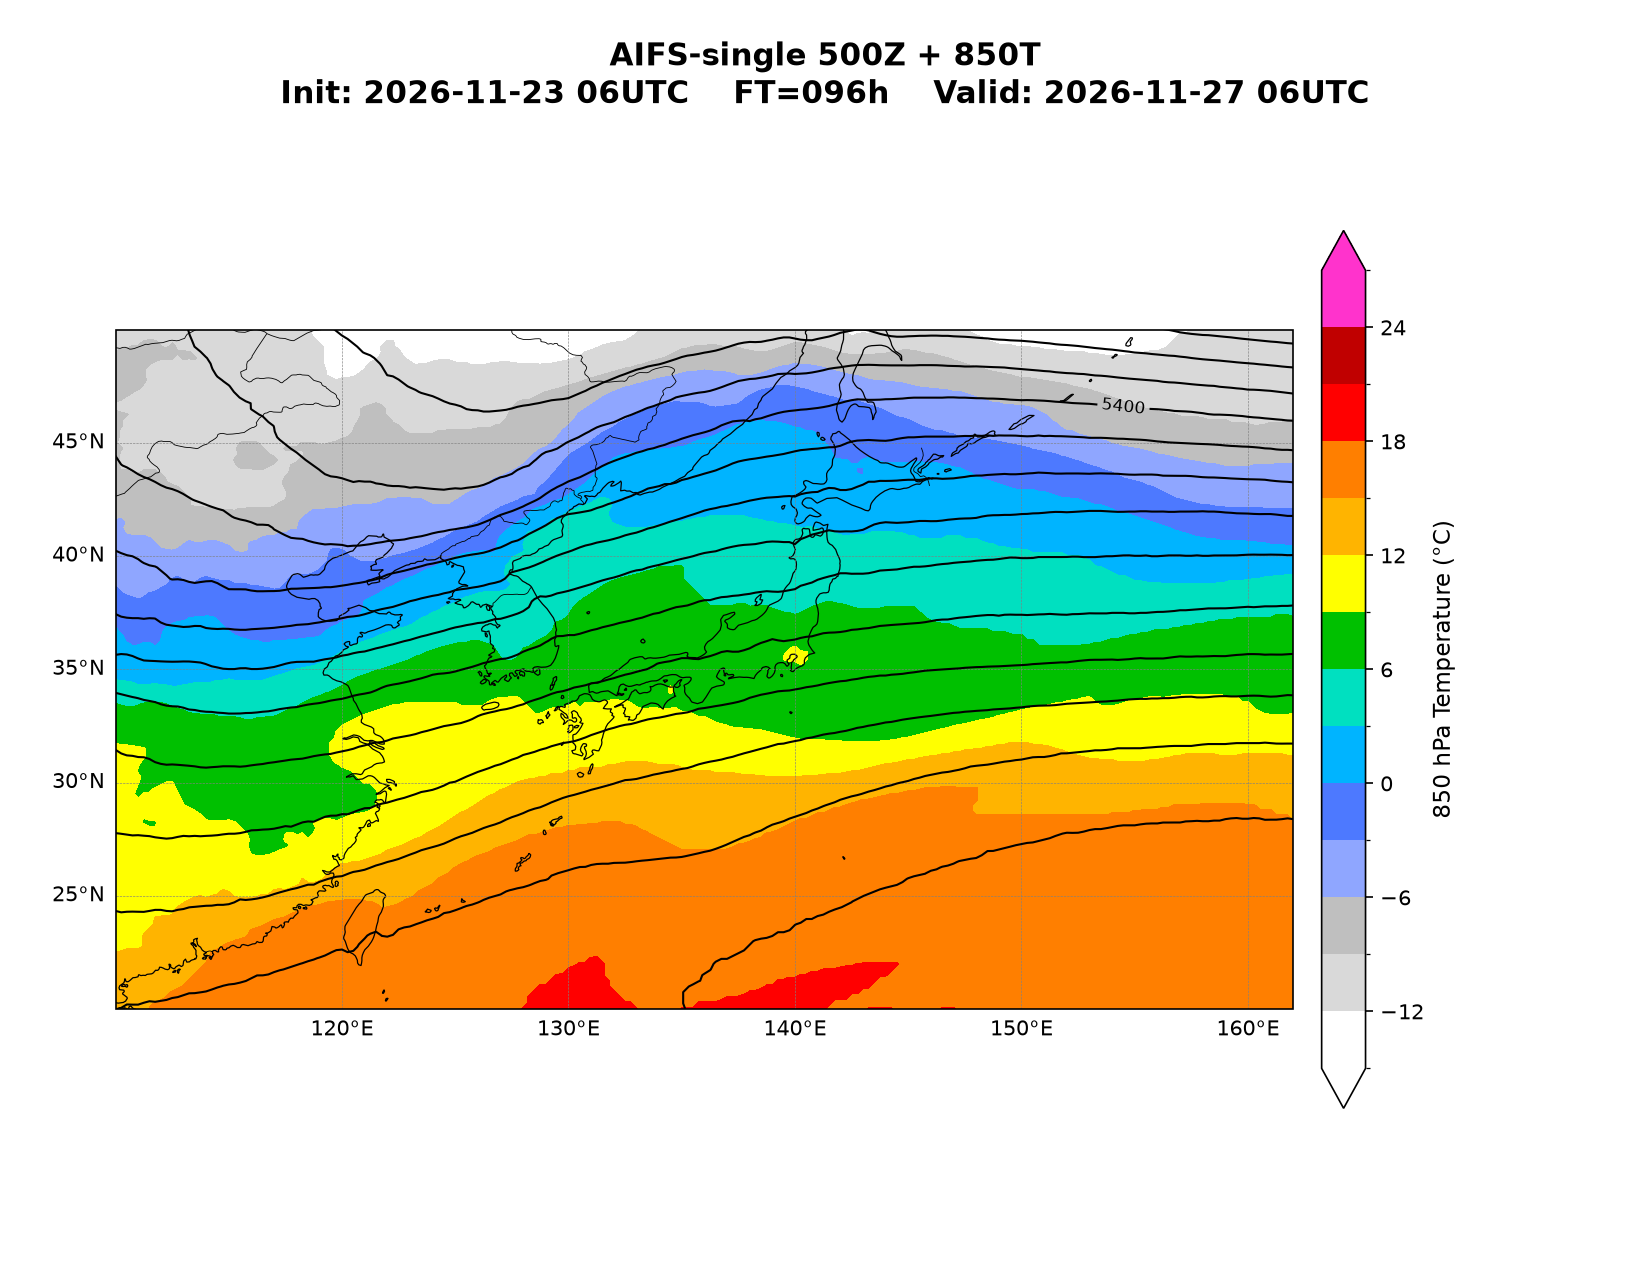 AIFS-single 500Z + 850T
Init: 2026-11-23 06UTC    FT=096h    Valid: 2026-11-27 06UTC
5400
45°N
40°N
35°N
30°N
25°N
120°E
130°E
140°E
150°E
160°E
24
18
12
6
0
−6
−12
850 hPa Temperature (°C)